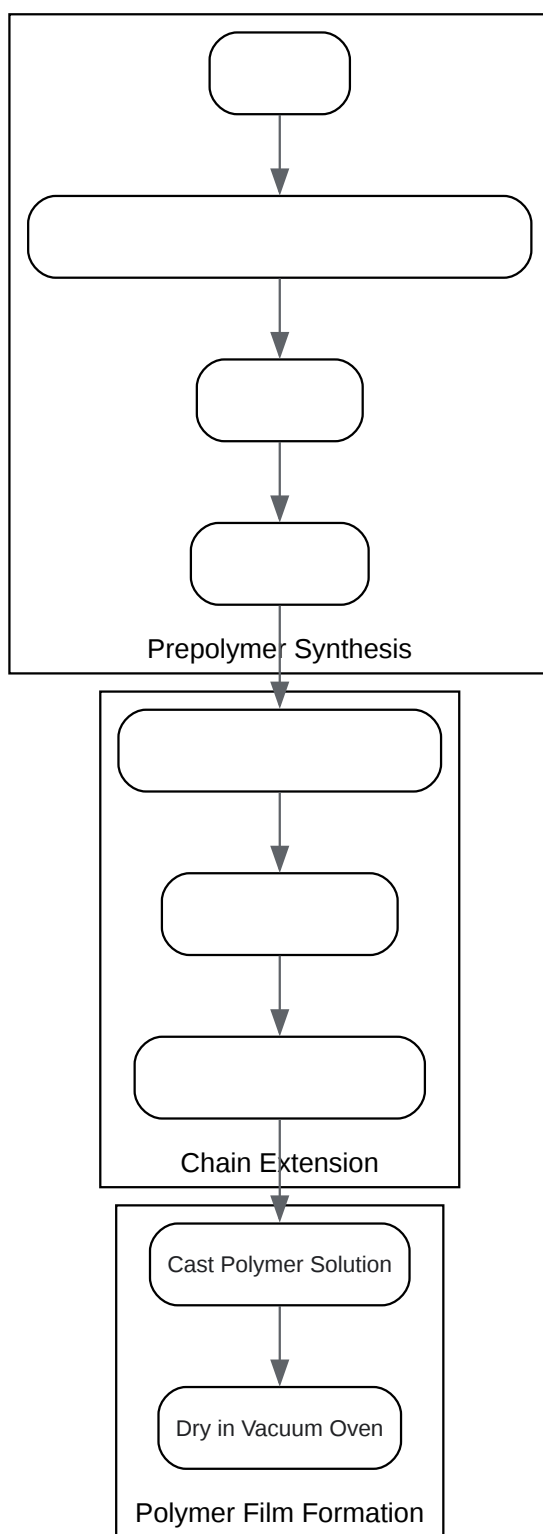 Prepolymer Synthesis
Chain Extension
Cast Polymer Solution
Dry in Vacuum Oven
Polymer Film Formation